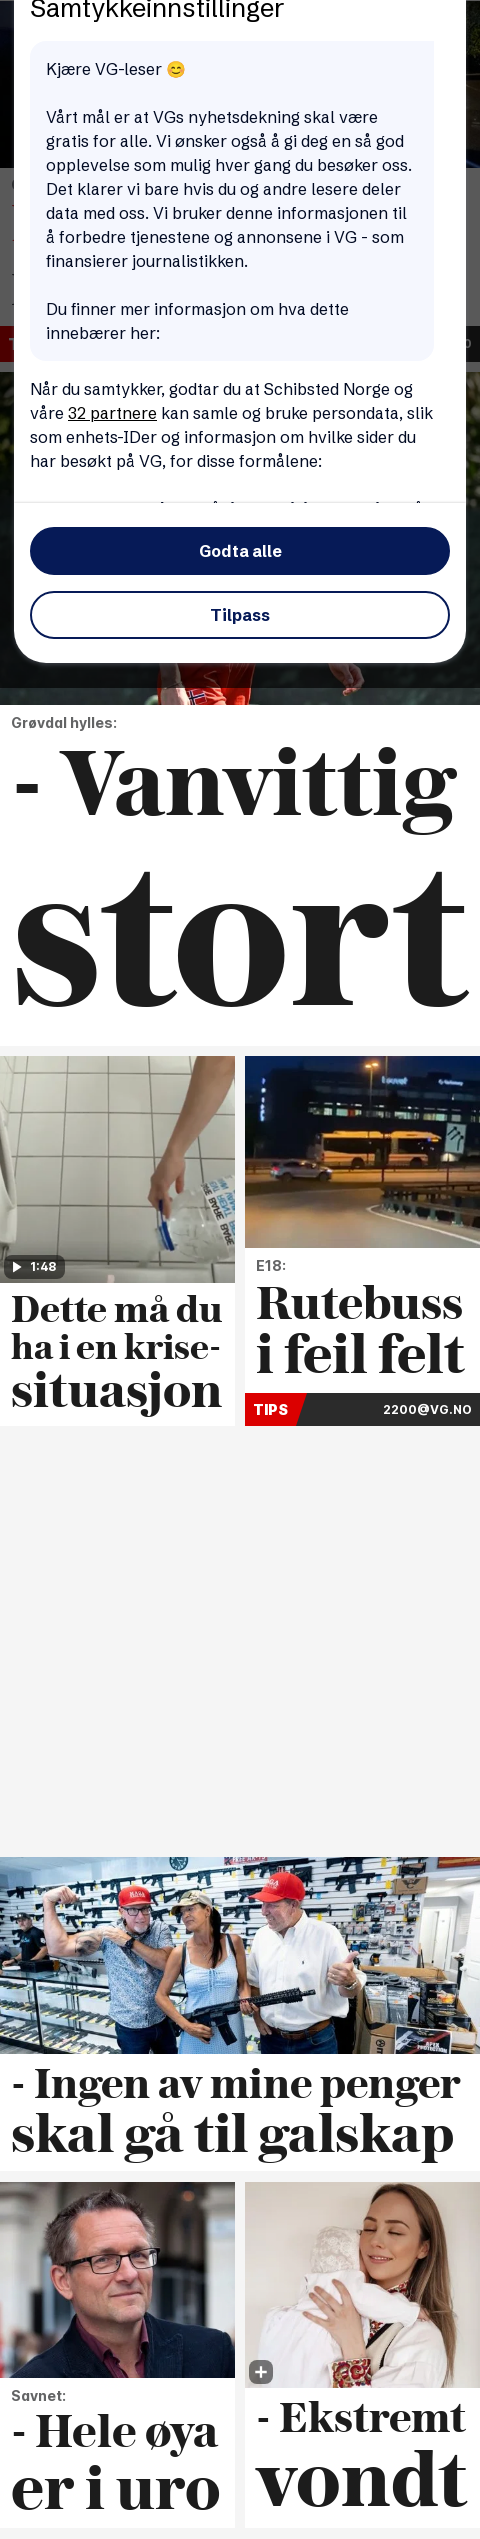 Samtykkeinnstillinger
Kjære VG-leser 😊
Vårt mål er at VGs nyhetsdekning skal være
gratis for alle. Vi ønsker også å gi deg en så god
opplevelse som mulig hver gang du besøker oss.
Det klarer vi bare hvis du og andre lesere deler
data med oss. Vi bruker denne informasjonen til
å forbedre tjenestene og annonsene i VG - som
finansierer journalistikken.
Du finner mer informasjon om hva dette
innebærer her:
Når du samtykker, godtar du at Schibsted Norge og
våre 32 partnere kan samle og bruke persondata, slik
som enhets-IDer og informasjon om hvilke sider du
har besøkt på VG, for disse formålene:
Godta alle
Tilpass
Grøvdal hylles:
- Vanvittig
stort
1:48
Dette må du
ha i en krise-
situasjon
E18:
Rutebuss
i feil felt
TIPS 2200@VG.NO
- Ingen av mine penger
skal gå til galskap
Savnet:
- Hele øya
er i uro
- Ekstremt
vondt